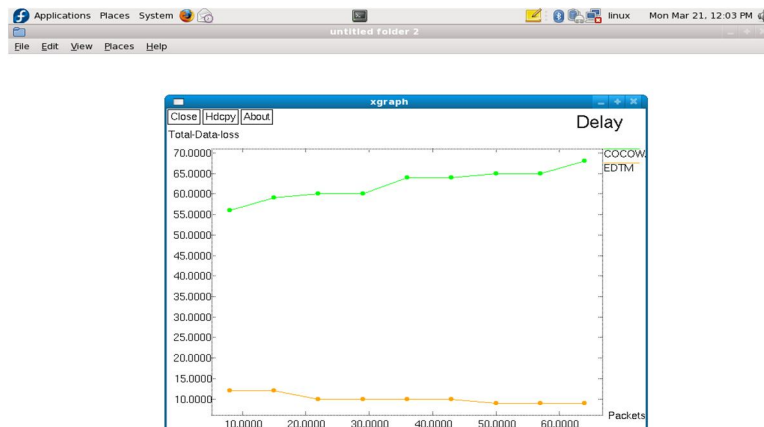 Applications Places System linux Mon Mar 21, 12:03 PM
untitled folder 2
File Edit View Places Help
xgraph
Close Hdcpy About
Delay
Total-Data-loss
70.0000
COCOW.
65.0000
EDTM
60.0000
55.0000
50.0000
45.0000
40.0000
35.0000
30.0000
25.0000
20.0000
15.0000
10.0000
Packets
10.0000 20.0000 30.0000 40.0000 50.0000 60.0000